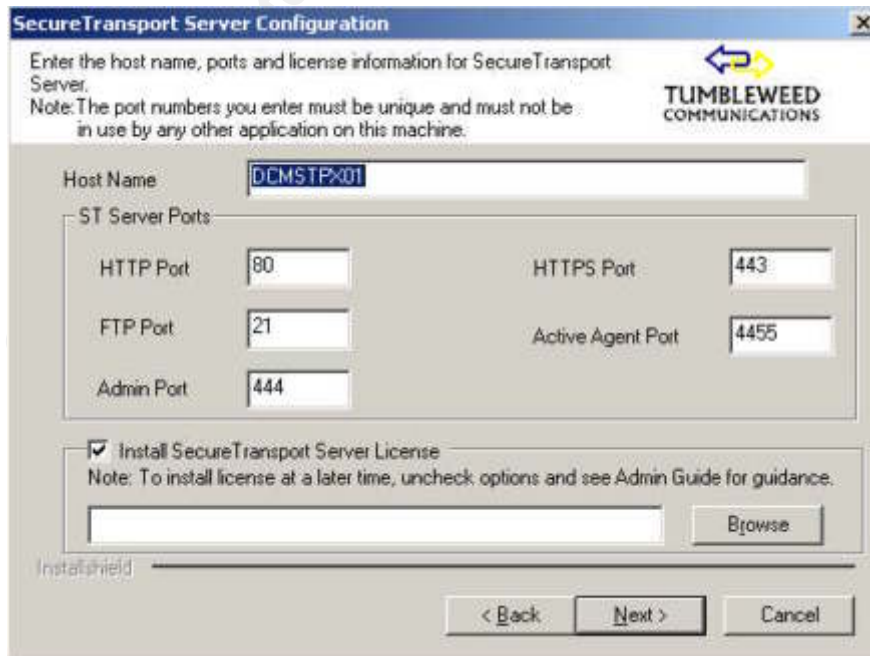 SecureTransport Server Configuration
Enter the host name, ports and license information for SecureTransport
Server.
Note: The port numbers you enter must be unique and must not be
in use by any other application on this machine.
TUMBLEWEED
COMMUNICATIONS
Host Name DCMSTPX01
ST Server Ports
HTTP Port 80 HTTPS Port 443
FTP Port 21 Active Agent Port 4455
Admin Port 444
Install SecureTransport Server License
Note: To install license at a later time, uncheck options and see Admin Guide for guidance.
Browse
Installshield
< Back Next > Cancel